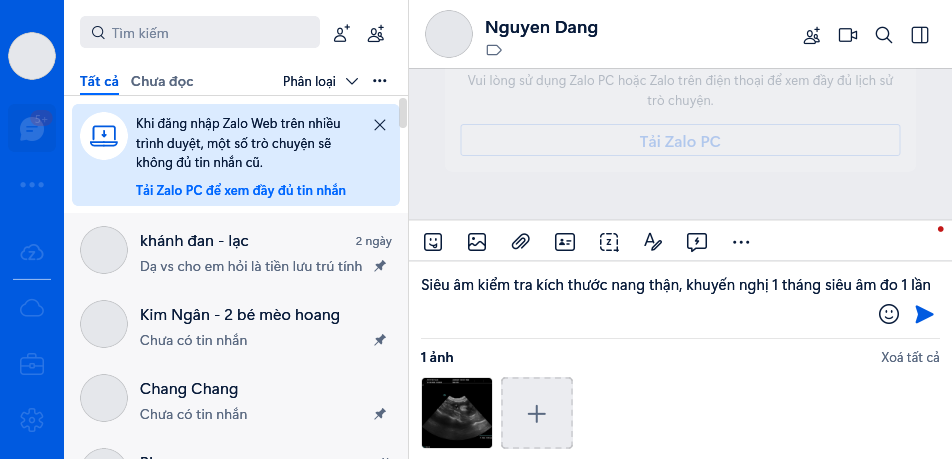 5+
Tìm kiếm
Tất cả Chưa đọc Phân loại
Khi đăng nhập Zalo Web trên nhiều
trình duyệt, một số trò chuyện sẽ
không đủ tin nhắn cũ.
Tải Zalo PC để xem đầy đủ tin nhắn
khánh đan - lạc 2 ngày
Dạ vs cho em hỏi là tiền lưu trú tính
Kim Ngân - 2 bé mèo hoang
Chưa có tin nhắn
Chang Chang
Chưa có tin nhắn
Nguyen Dang
Vui lòng sử dụng Zalo PC hoặc Zalo trên điện thoại để xem đầy đủ lịch sử
trò chuyện.
Tải Zalo PC
Siêu âm kiểm tra kích thước nang thận, khuyến nghị 1 tháng siêu âm đo 1 lần
1 ảnh Xoá tất cả